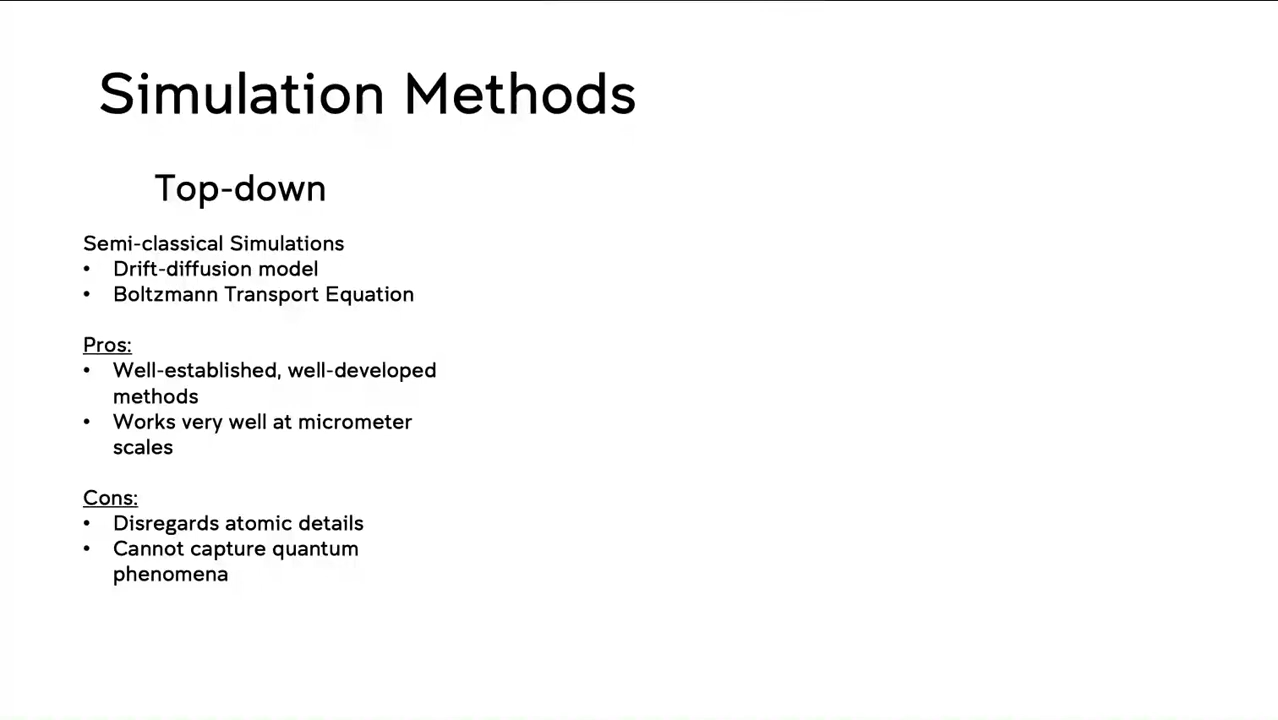 Simulation Methods
Top-down
Semi-classical Simulations
• Drift-diffusion model
• Boltzmann Transport Equation
Pros:
• Well-established, well-developed
methods
• Works very well at micrometer
scales
Cons:
• Disregards atomic details
• Cannot capture quantum
phenomena